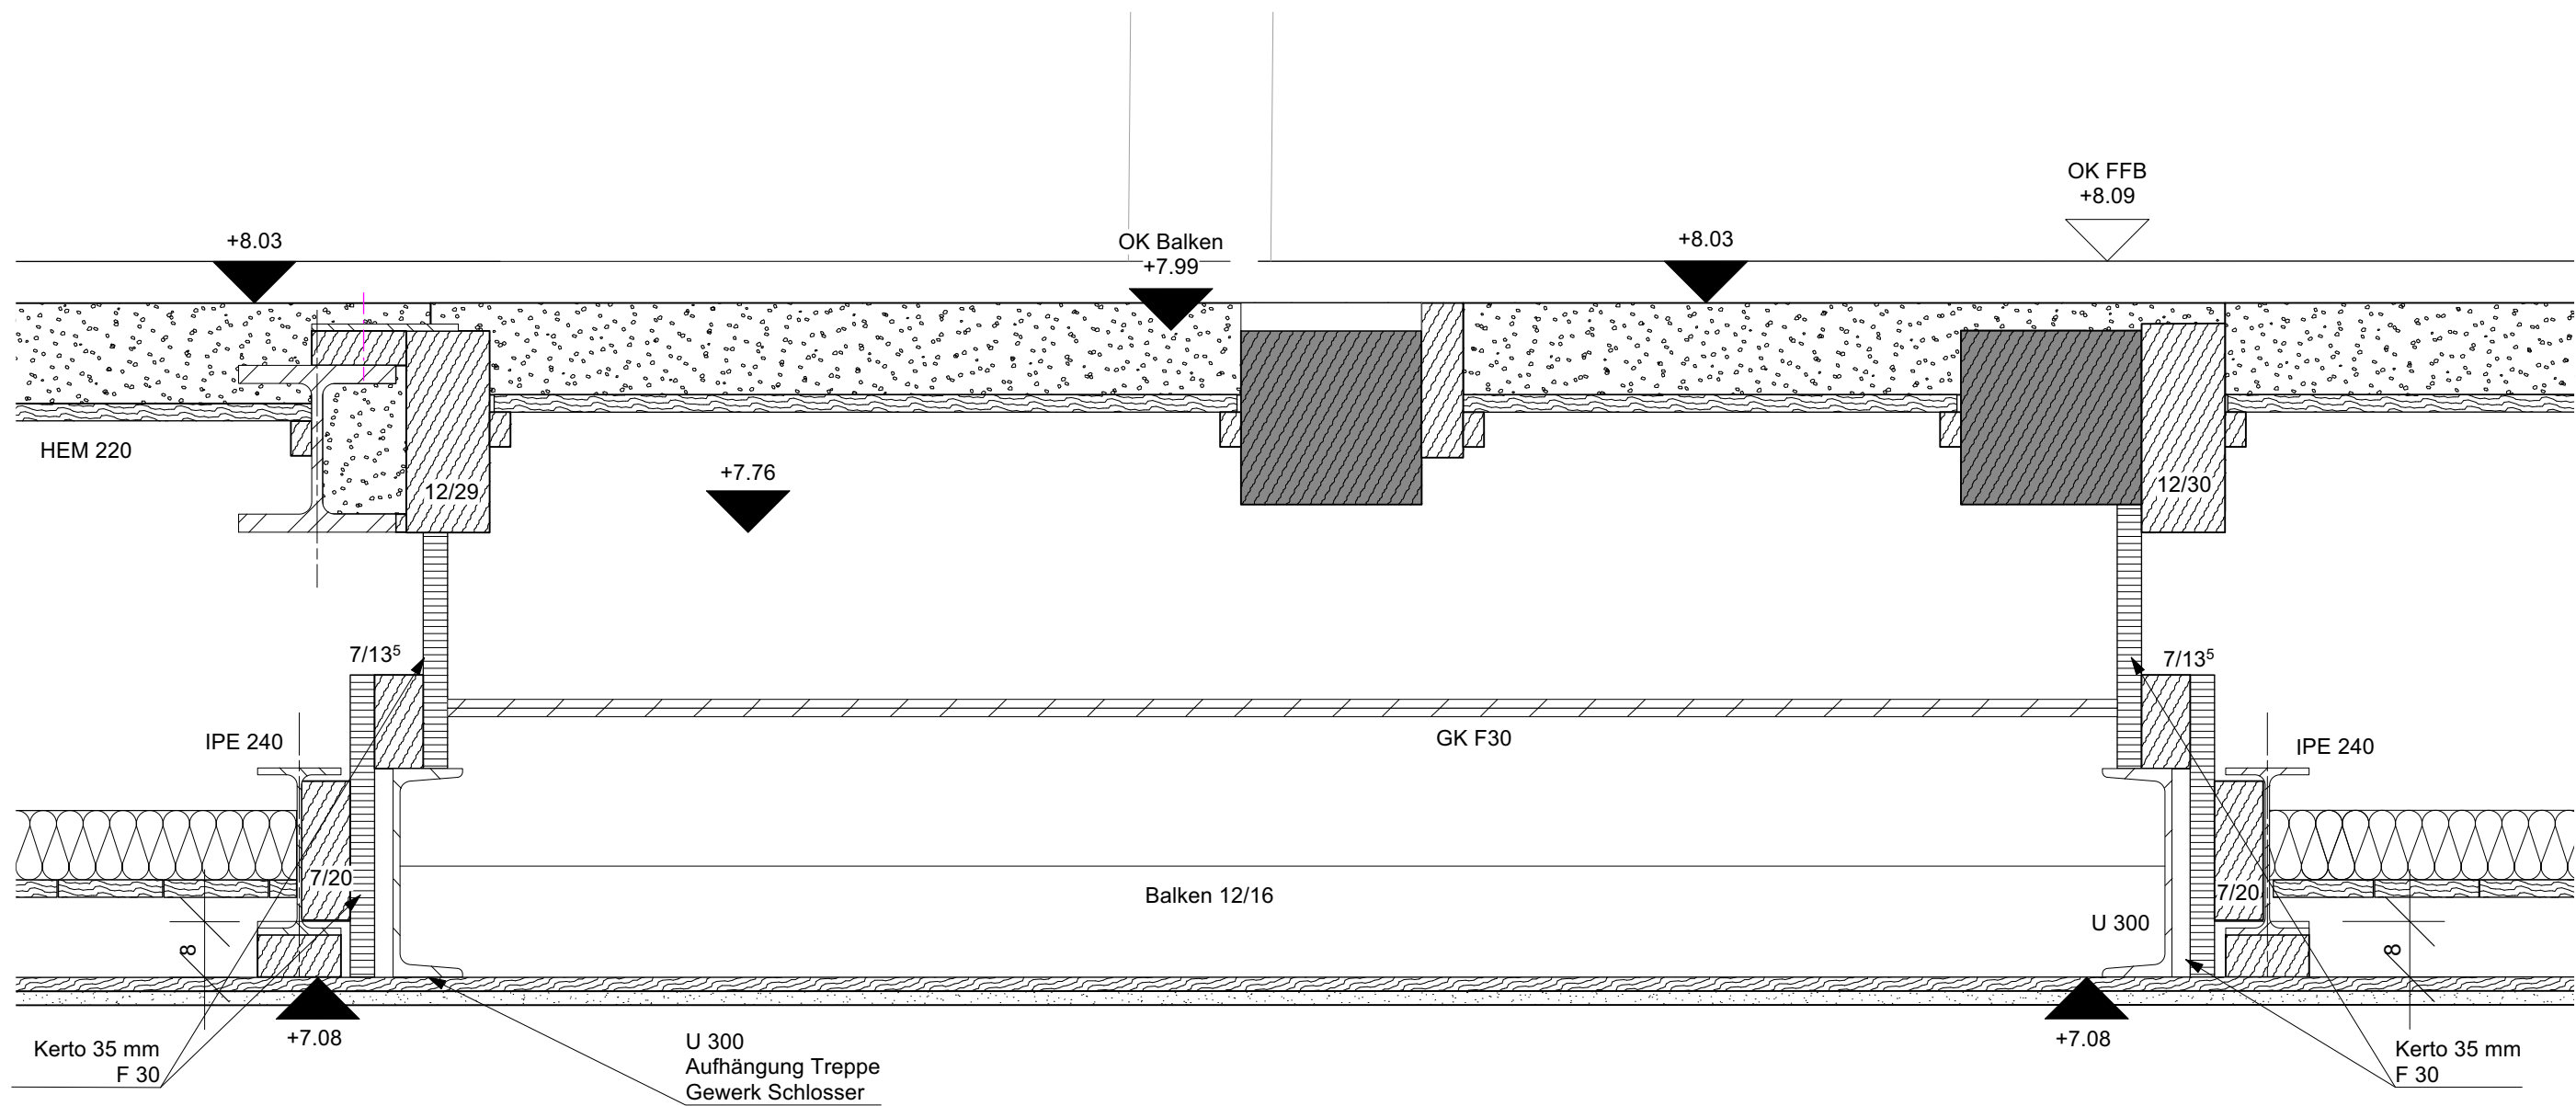 OK FFB
+8.09
+8.03
OK Balken
+7.99
+8.03
HEM 220
+7.76
12/29
12/30
7/13⁵
7/13⁵
IPE 240
GK F30
IPE 240
7/20
Balken 12/16
7/20
U 300
8
8
+7.08
+7.08
Kerto 35 mm
F 30
U 300
Aufhängung Treppe
Gewerk Schlosser
Kerto 35 mm
F 30